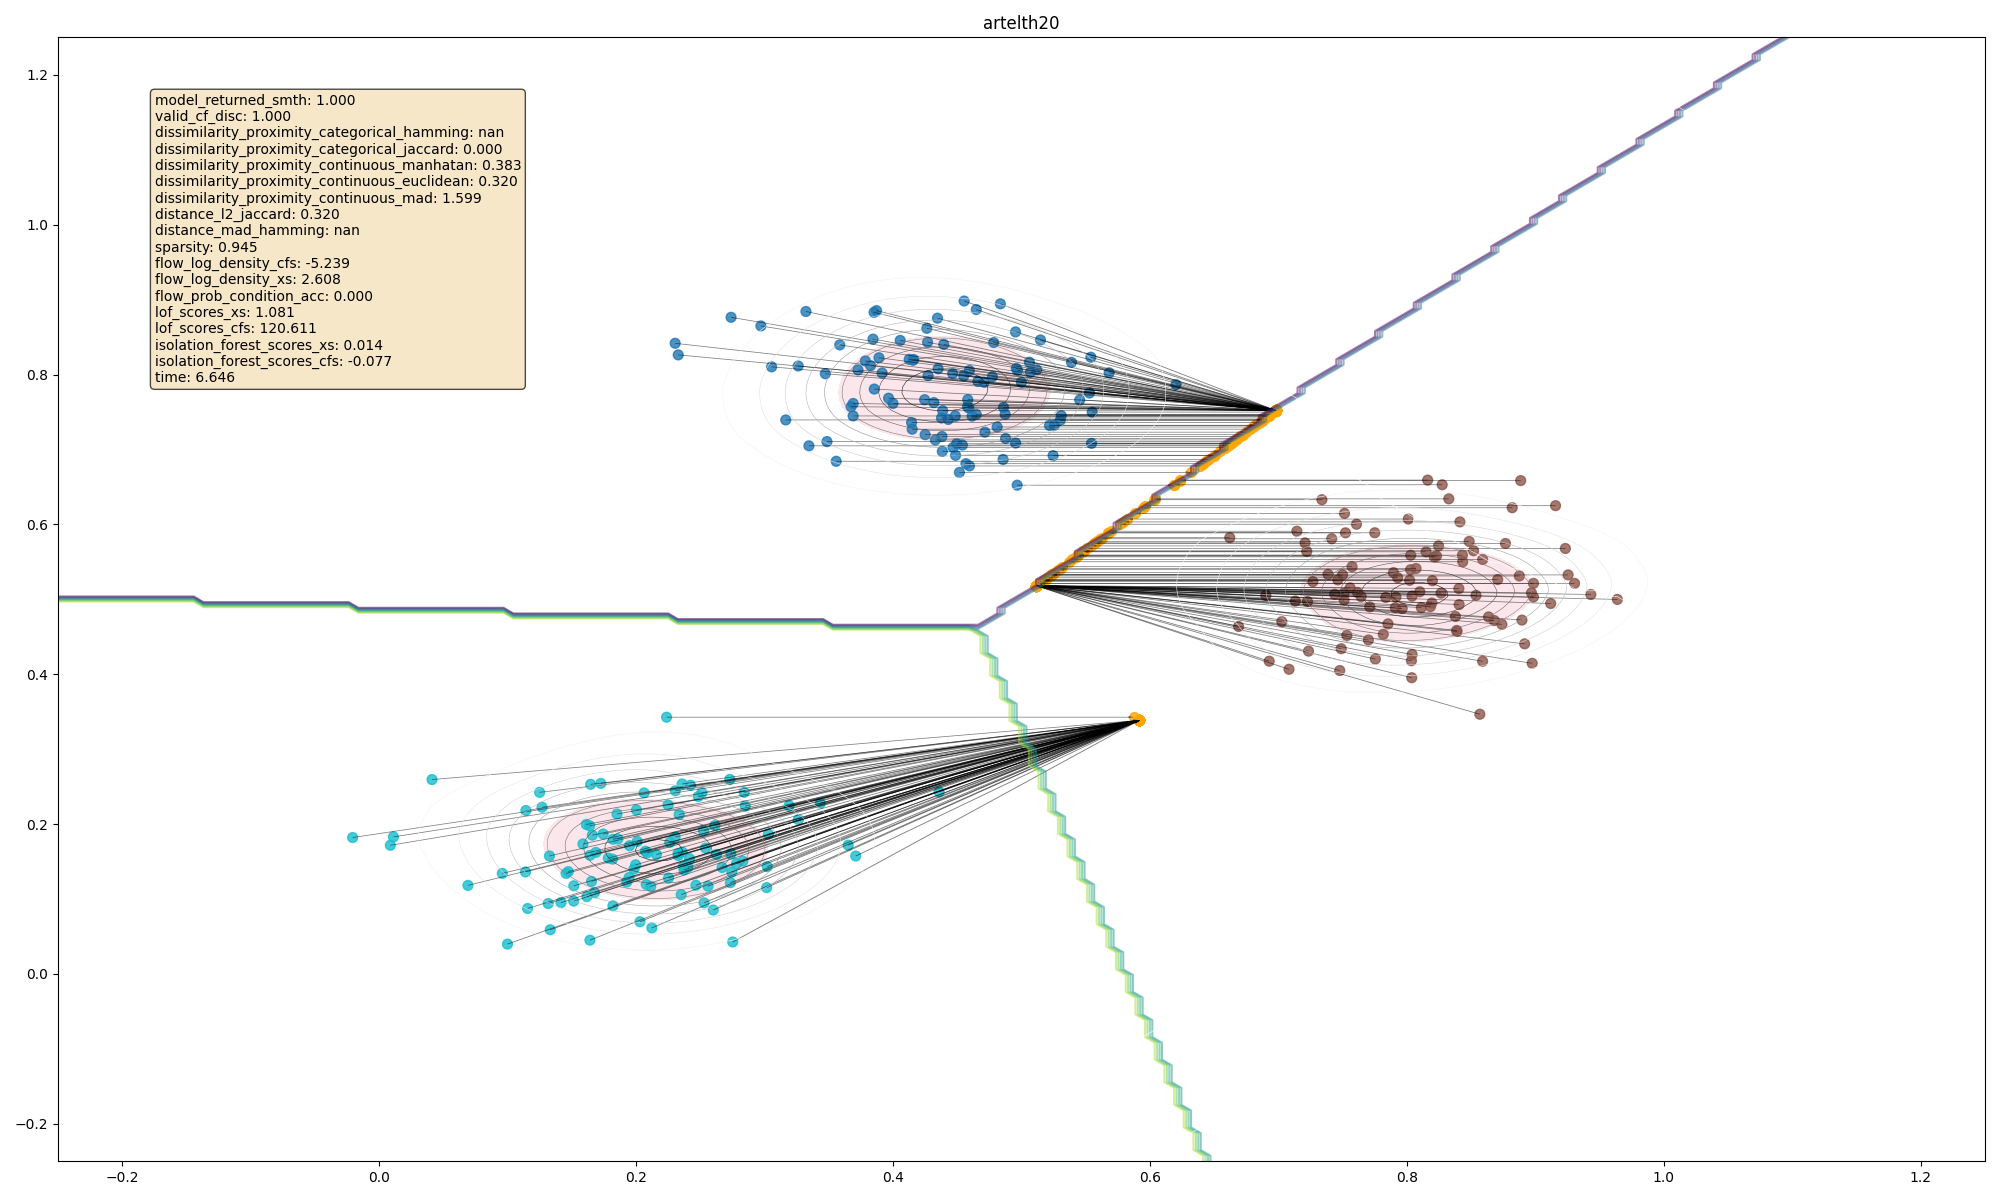 artelth20
1.2
1.0
0.8
0.6
0.4
0.2
0.0
−0.2
model_returned_smth: 1.000
valid_cf_disc: 1.000
dissimilarity_proximity_categorical_hamming: nan
dissimilarity_proximity_categorical_jaccard: 0.000
dissimilarity_proximity_continuous_manhatan: 0.383
dissimilarity_proximity_continuous_euclidean: 0.320
dissimilarity_proximity_continuous_mad: 1.599
distance_l2_jaccard: 0.320
distance_mad_hamming: nan
sparsity: 0.945
flow_log_density_cfs: -5.239
flow_log_density_xs: 2.608
flow_prob_condition_acc: 0.000
lof_scores_xs: 1.081
lof_scores_cfs: 120.611
isolation_forest_scores_xs: 0.014
isolation_forest_scores_cfs: -0.077
time: 6.646
−0.2 0.0 0.2 0.4 0.6 0.8 1.0 1.2